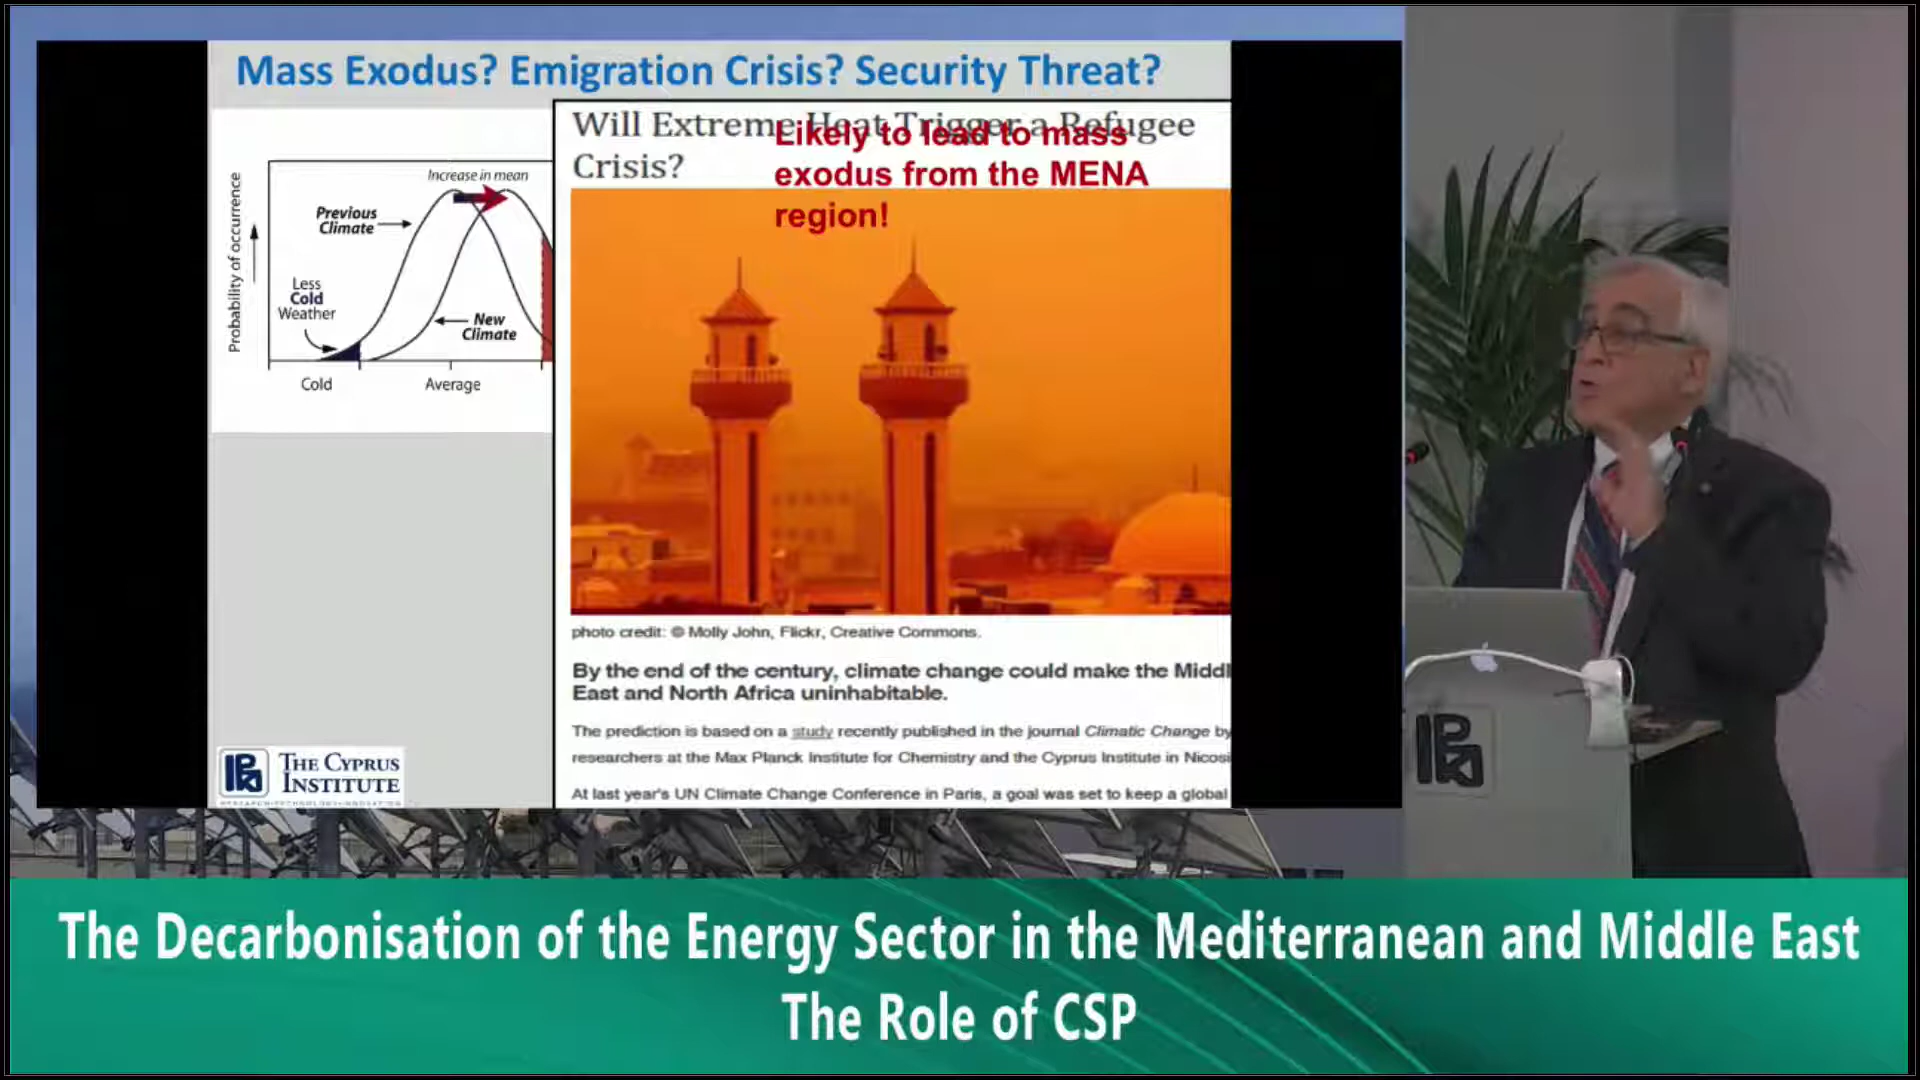 Mass Exodus? Emigration Crisis? Security Threat?
Will Extreme Heat Trigger a Refugee
Crisis?
Likely to lead to mass
exodus from the MENA
region!
Probability of occurrence
Increase in mean
Previous
Climate
Less
Cold
Weather
New
Climate
Cold
Average
photo credit: © Molly John, Flickr, Creative Commons.
By the end of the century, climate change could make the Middl
East and North Africa uninhabitable.
The prediction is based on a study recently published in the journal Climatic Change by
researchers at the Max Planck Institute for Chemistry and the Cyprus Institute in Nicosi
At last year's UN Climate Change Conference in Paris, a goal was set to keep a global
THE CYPRUS
INSTITUTE
RESEARCH • TECHNOLOGY • INNOVATION
The Decarbonisation of the Energy Sector in the Mediterranean and Middle East
The Role of CSP